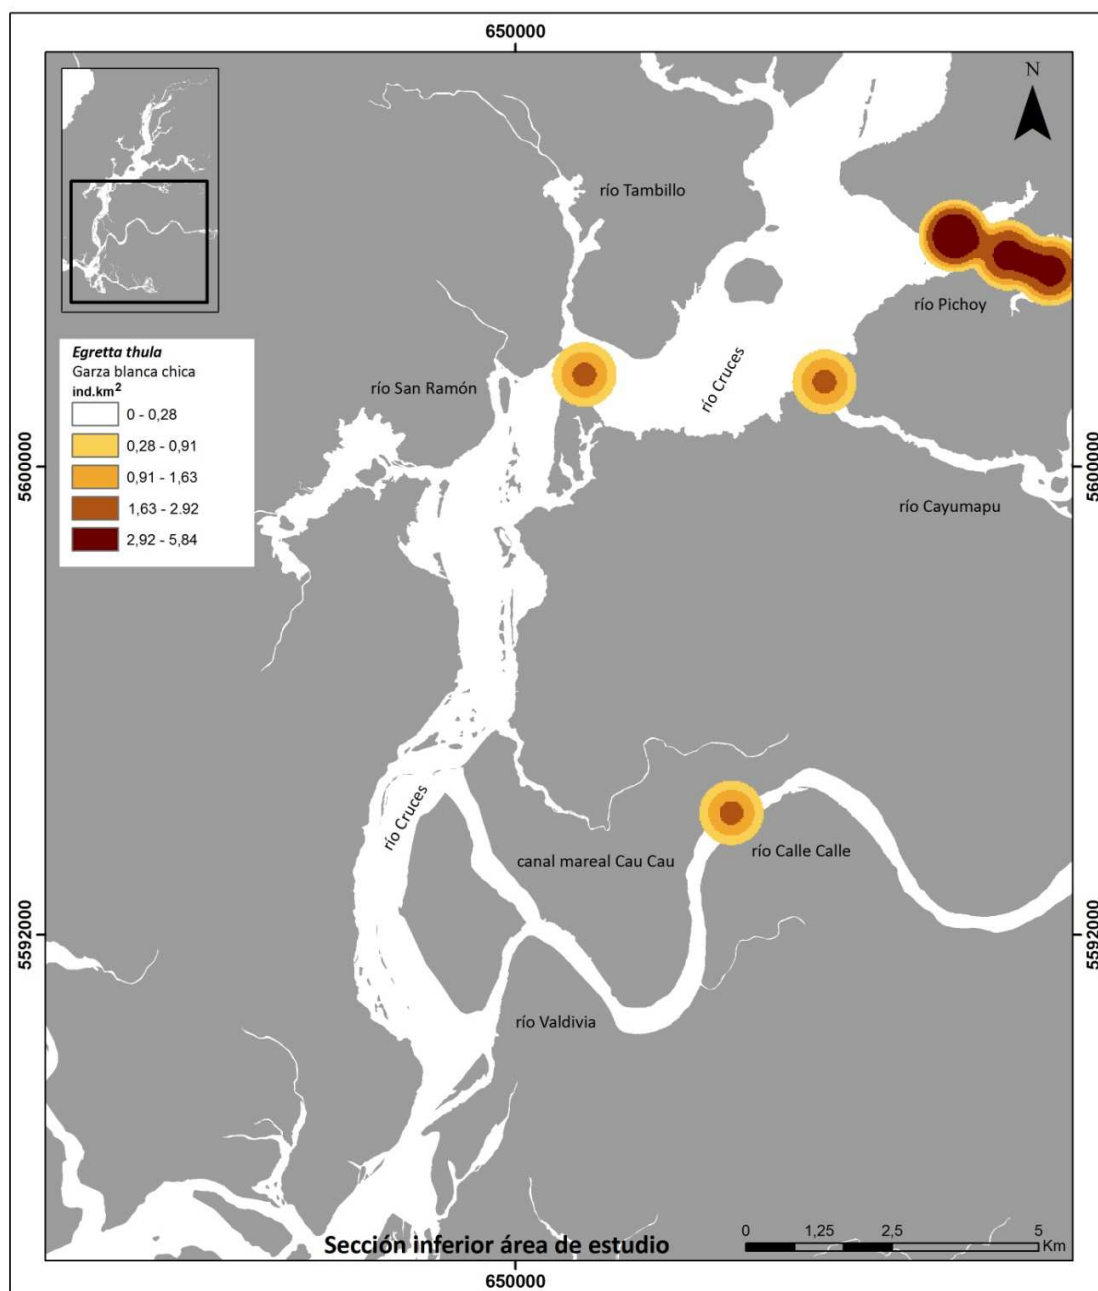 650000
N
río Tambillo
río Pichoy
Egretta thula
Garza blanca chica
ind.km²
0 - 0,28
0,28 - 0,91
0,91 - 1,63
1,63 - 2.92
2,92 - 5,84
río San Ramón
río Cruces
5600000
5600000
río Cayumapu
río Cruces
canal mareal Cau Cau
río Calle Calle
5592000
5592000
río Valdivia
Sección inferior área de estudio
0 1,25 2,5 5
Km
650000